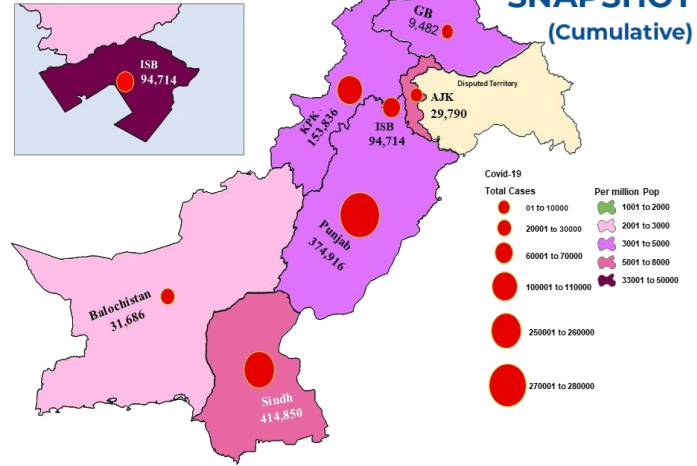 SNAPSHOT
(Cumulative)
ISB
94,714
GB
9,482
Disputed Territory
AJK
29,790
KPK
153,836
ISB
94,714
Punjab
374,916
Balochistan
31,686
Sindh
414,850
Covid-19
Total Cases
01 to 10000
20001 to 30000
60001 to 70000
100001 to 110000
250001 to 260000
270001 to 280000
Per million Pop
1001 to 2000
2001 to 3000
3001 to 5000
5001 to 8000
33001 to 50000